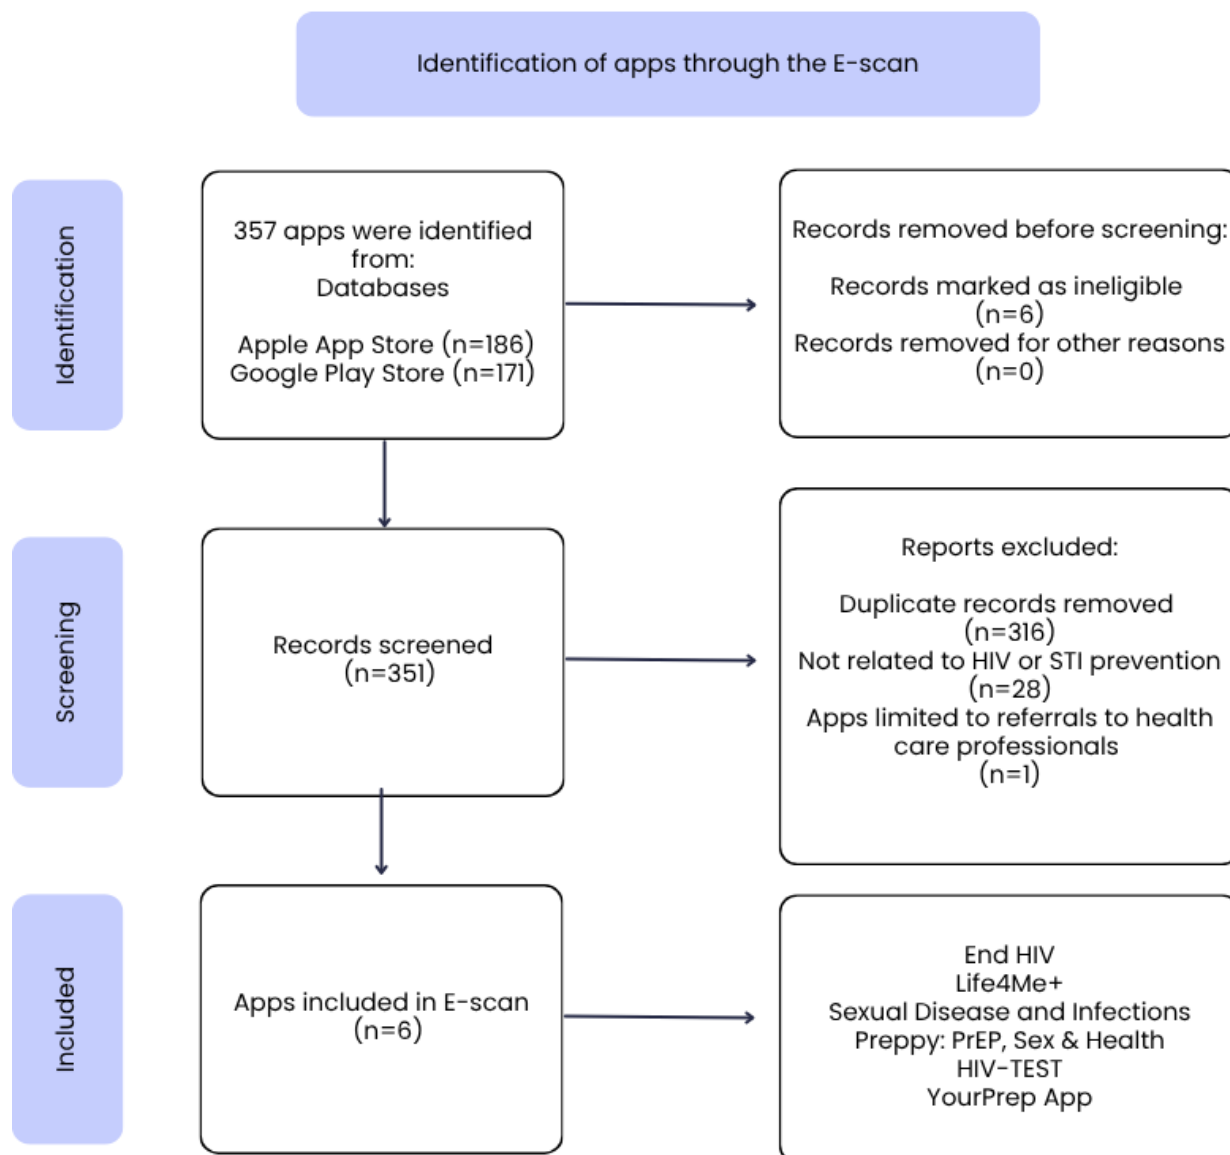 Identification of apps through the E-scan
Identification
357 apps were identified
from:
Databases
Apple App Store (n=186)
Google Play Store (n=171)
Records removed before screening:
Records marked as ineligible
(n=6)
Records removed for other reasons
(n=0)
Screening
Records screened
(n=351)
Reports excluded:
Duplicate records removed
(n=316)
Not related to HIV or STI prevention
(n=28)
Apps limited to referrals to health
care professionals
(n=1)
Included
Apps included in E-scan
(n=6)
End HIV
Life4Me+
Sexual Disease and Infections
Preppy: PrEP, Sex & Health
HIV-TEST
YourPrep App